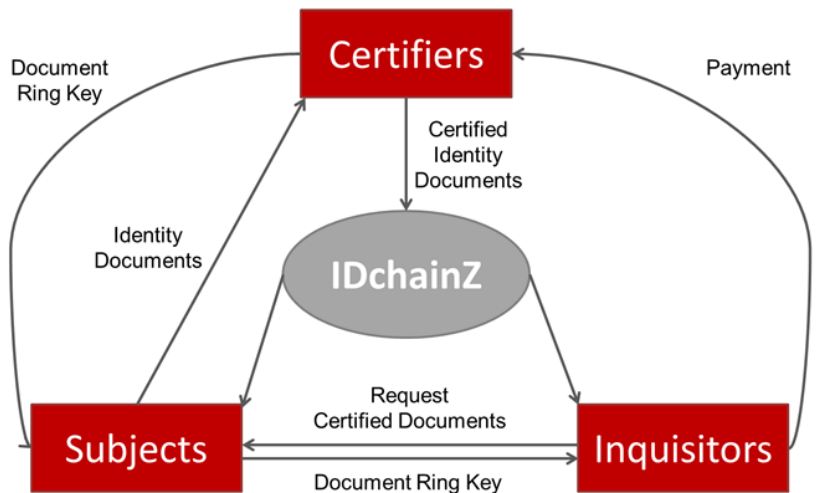 Certifiers
Document
Ring Key
Payment
Certified
Identity
Documents
Identity
Documents
IDchainZ
Request
Certified Documents
Subjects
Inquisitors
Document Ring Key